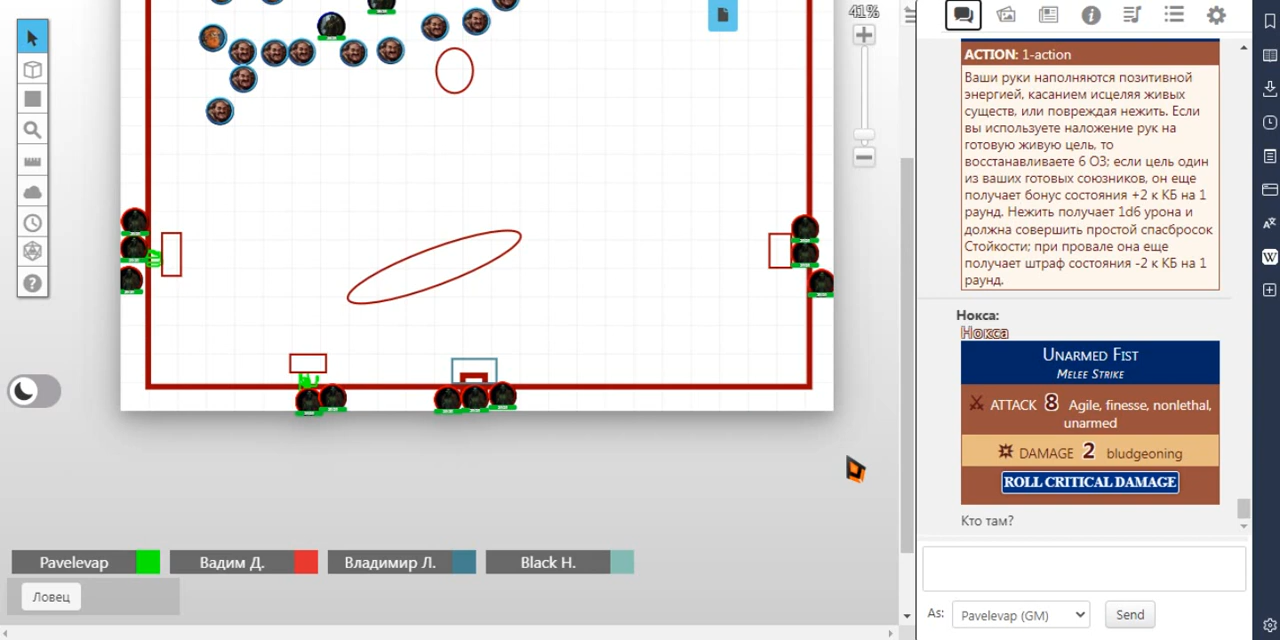 41%
ACTION: 1-action
Ваши руки наполняются позитивной
энергией, касанием исцеляя живых
существ, или повреждая нежить. Если
вы используете наложение рук на
готовую живую цель, то
восстанавливаете 6 ОЗ; если цель один
из ваших готовых союзников, он еще
получает бонус состояния +2 к КБ на 1
раунд. Нежить получает 1d6 урона и
должна совершить простой спасбросок
Стойкости; при провале она еще
получает штраф состояния -2 к КБ на 1
раунд.
Нокса:
Нокса
Unarmed Fist
Melee Strike
ATTACK 8 Agile, finesse, nonlethal,
unarmed
DAMAGE 2 bludgeoning
ROLL CRITICAL DAMAGE
Кто там?
As: Pavelevap (GM) Send
Pavelevap Вадим Д. Владимир Л. Black H.
Ловец